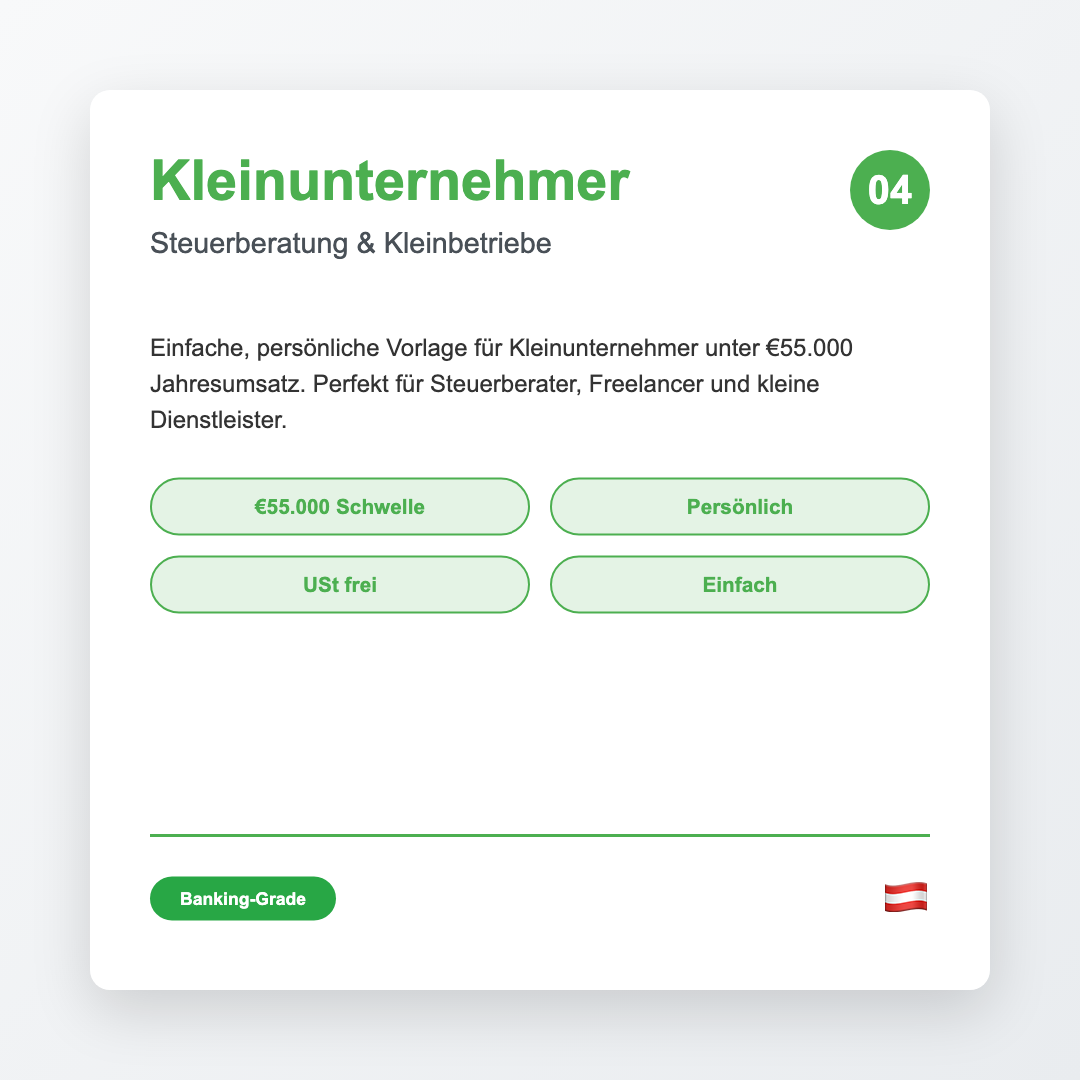 Kleinunternehmer
04
Steuerberatung & Kleinbetriebe
Einfache, persönliche Vorlage für Kleinunternehmer unter €55.000
Jahresumsatz. Perfekt für Steuerberater, Freelancer und kleine
Dienstleister.
€55.000 Schwelle
Persönlich
USt frei
Einfach
Banking-Grade